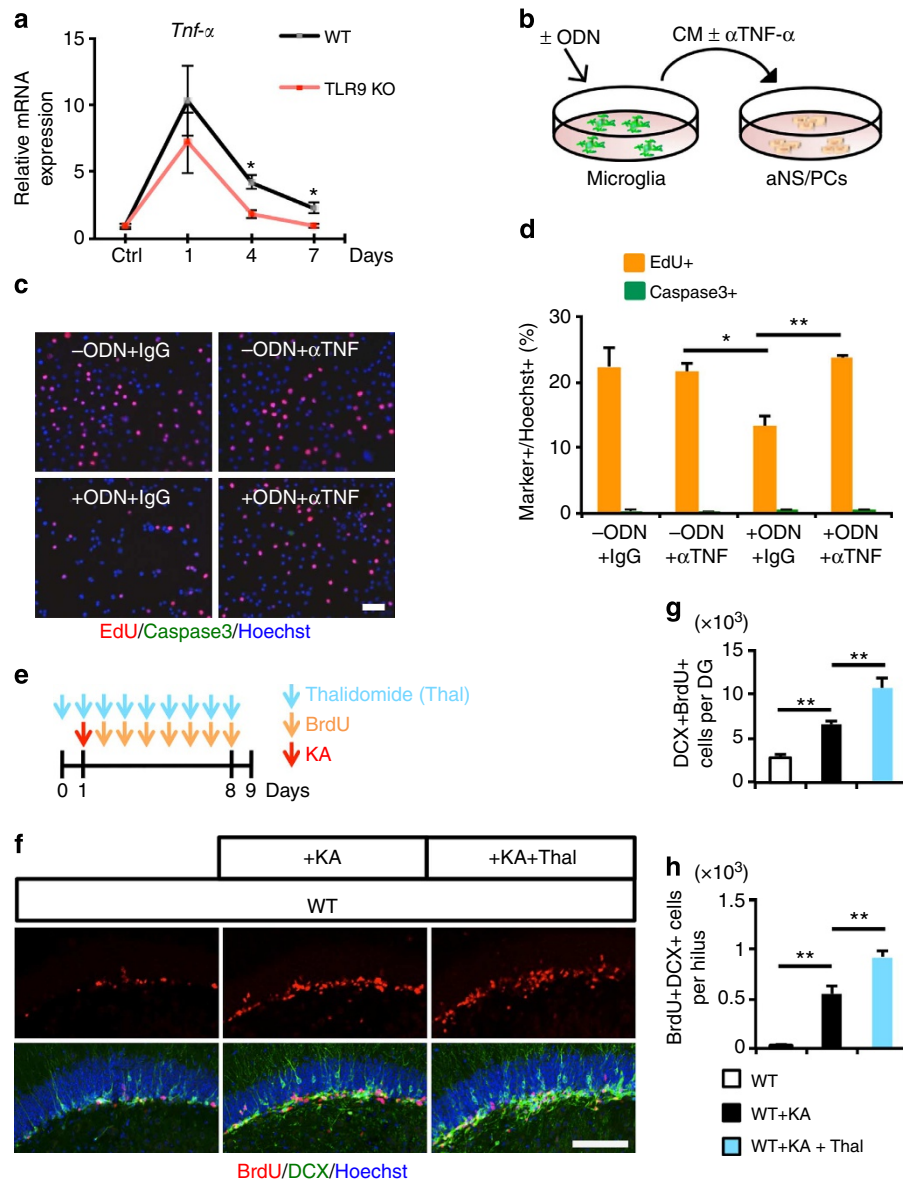 a
Tnf-α
Relative mRNA
expression
15
10
5
0
Ctrl 1 4 7 Days
* *
WT
TLR9 KO
b
± ODN
CM ± αTNF-α
Microglia
aNS/PCs
c
–ODN+IgG
–ODN+αTNF
+ODN+IgG
+ODN+αTNF
EdU/Caspase3/Hoechst
d
EdU+
Caspase3+
Marker+/Hoechst+ (%)
30
20
10
0
* **
–ODN +IgG
–ODN +αTNF
+ODN +IgG
+ODN +αTNF
e
Thalidomide (Thal)
BrdU
KA
0 1 8 9 Days
f
+KA
+KA+Thal
WT
BrdU/DCX/Hoechst
g
(×10³)
DCX+BrdU+
cells per DG
15
10
5
0
** **
h
(×10³)
BrdU+DCX+ cells
per hilus
1.5
1
0.5
0
** **
WT
WT+KA
WT+KA + Thal